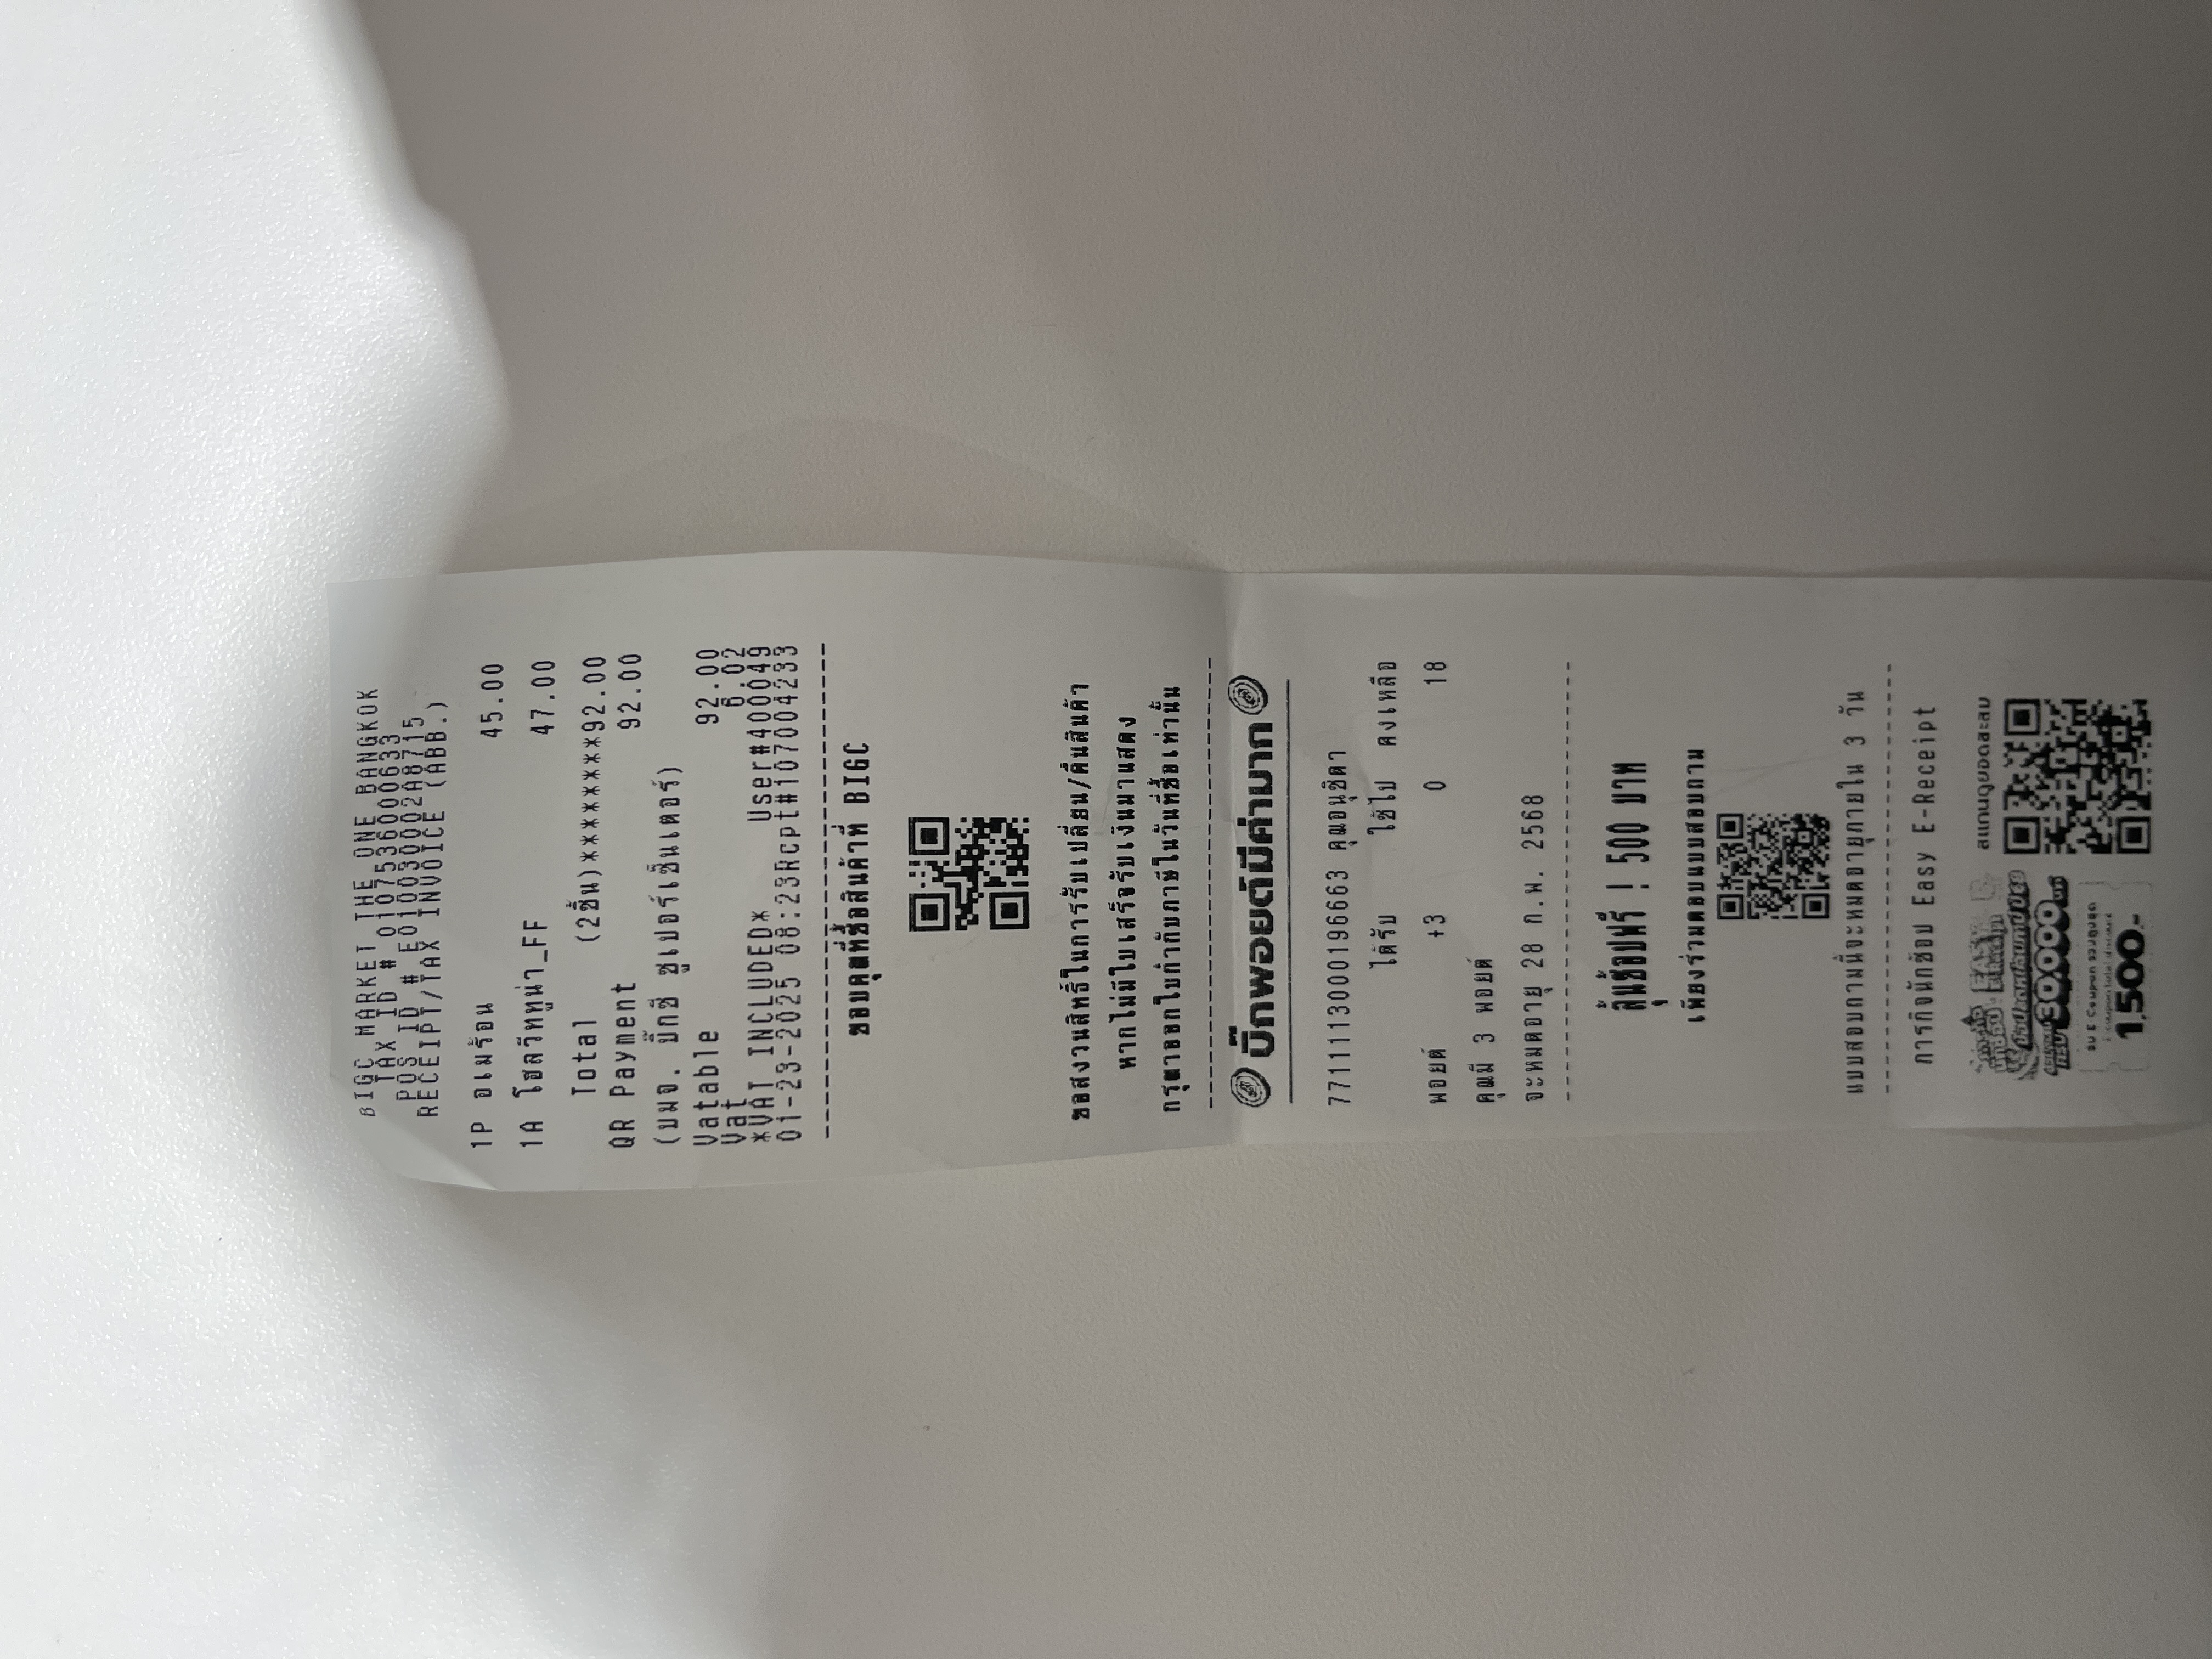 BIGC MARKET THE ONE BANGKOK
TAX ID # 0107536000633
POS ID # E010030002A8715
RECEIPT/TAX INVOICE (ABB.)
1P อเมร้อน 45.00
1A โฮลวีททูน่า_FF 47.00
Total (2ชิ้น)********92.00
QR Payment 92.00
(บมจ. บิ๊กซี ซูเปอร์เซ็นเตอร์)
Vatable 92.00
Vat 6.02
*VAT INCLUDED* User#400049
01-23-2025 08:23Rcpt#107004233
ขอบคุณที่ซื้อสินค้าที่ BIGC
ขอสงวนสิทธิ์ในการรับเปลี่ยน/คืนสินค้า
หากไม่มีใบเสร็จรับเงินมาแสดง
กรุณาออกใบกำกับภาษีในวันที่ซื้อเท่านั้น
บิ๊กพอยต์มีค่ามาก
7711113000196663 คุณอนุชิดา
ได้รับ ใช้ไป คงเหลือ
พอยต์ +3 0 18
คุณมี 3 พอยต์
จะหมดอายุ 28 ก.พ. 2568
ลุ้นช้อปฟรี ! 500 บาท
เพียงร่วมตอบแบบสอบถาม
แบบสอบถามนี้จะหมดอายุภายใน 3 วัน
ภารกิจนักช้อป Easy E-Receipt
ภารกิจ
นักช้อป EASY E-Receipt
ช้อปลดหย่อนภาษี ปี 68
ครบ 30,000
รับ E-Coupon รวมสูงสุด
E-coupon total discount
1,500.-
สแกนดูยอดสะสม